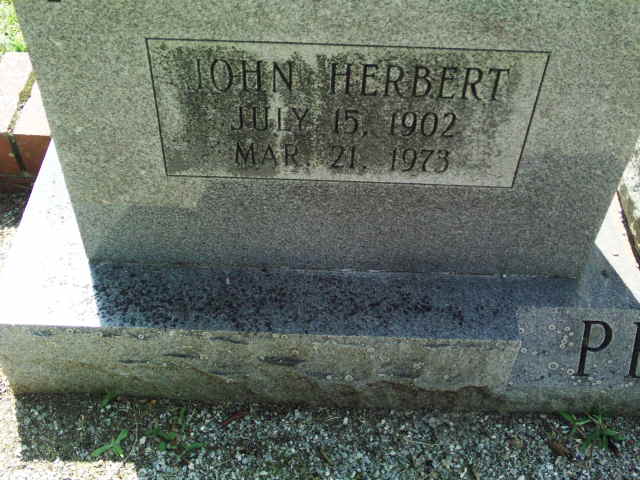 JOHN HERBERT
JULY 15, 1902
MAR. 21, 1973